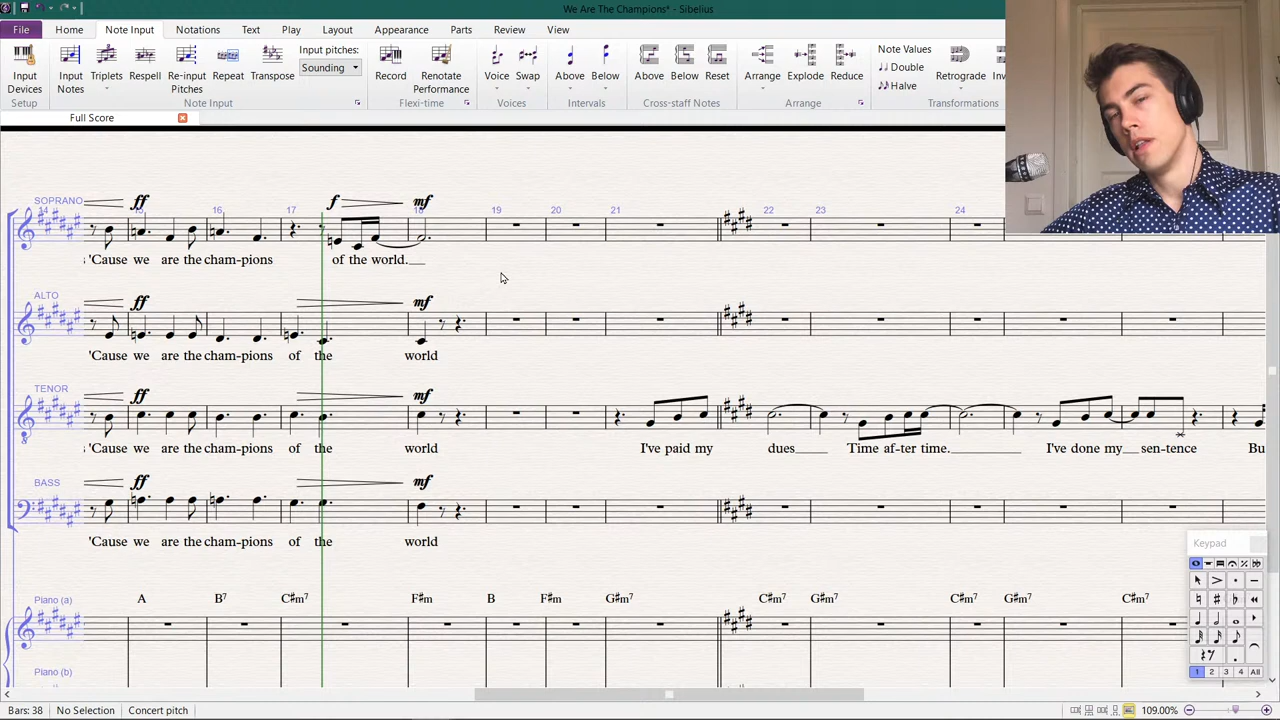 We Are The Champions* - Sibelius
File Home Note Input Notations Text Play Layout Appearance Parts Review View
Input Devices
Input Notes
Triplets
Respell
Re-input Pitches
Repeat
Transpose
Input pitches:
Sounding
Record
Renotate Performance
Voice
Swap
Above
Below
Above
Below
Reset
Arrange
Explode
Reduce
Note Values
Double
Halve
Retrograde
Setup Note Input Flexi-time Voices Intervals Cross-staff Notes Arrange Transformations
Full Score
SOPRANO
ff f mf
14 16 17 18 19 20 21 22 23 24
'Cause we are the cham-pions of the world.
ALTO
ff mf
'Cause we are the cham-pions of the world
TENOR
ff mf
'Cause we are the cham-pions of the world I've paid my dues Time af-ter time. I've done my sen-tence Bu
BASS
ff mf
'Cause we are the cham-pions of the world
Piano (a)
A B7 C#m7 F#m B F#m G#m7 C#m7 G#m7 C#m7 G#m7 C#m7
Piano (b)
Keypad
1 2 3 4 All
Bars: 38 No Selection Concert pitch 109.00%